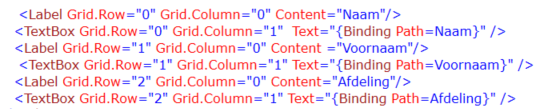 <Label Grid.Row="0" Grid.Column="0" Content="Naam"/>
<TextBox Grid.Row="0" Grid.Column="1"  Text="{Binding Path=Naam}" />
<Label Grid.Row="1" Grid.Column="0" Content ="Voornaam"/>
<TextBox Grid.Row="1" Grid.Column="1" Text="{Binding Path=Voornaam}" />
<Label Grid.Row="2" Grid.Column="0" Content="Afdeling"/>
<TextBox Grid.Row="2" Grid.Column="1" Text="{Binding Path=Afdeling}" />